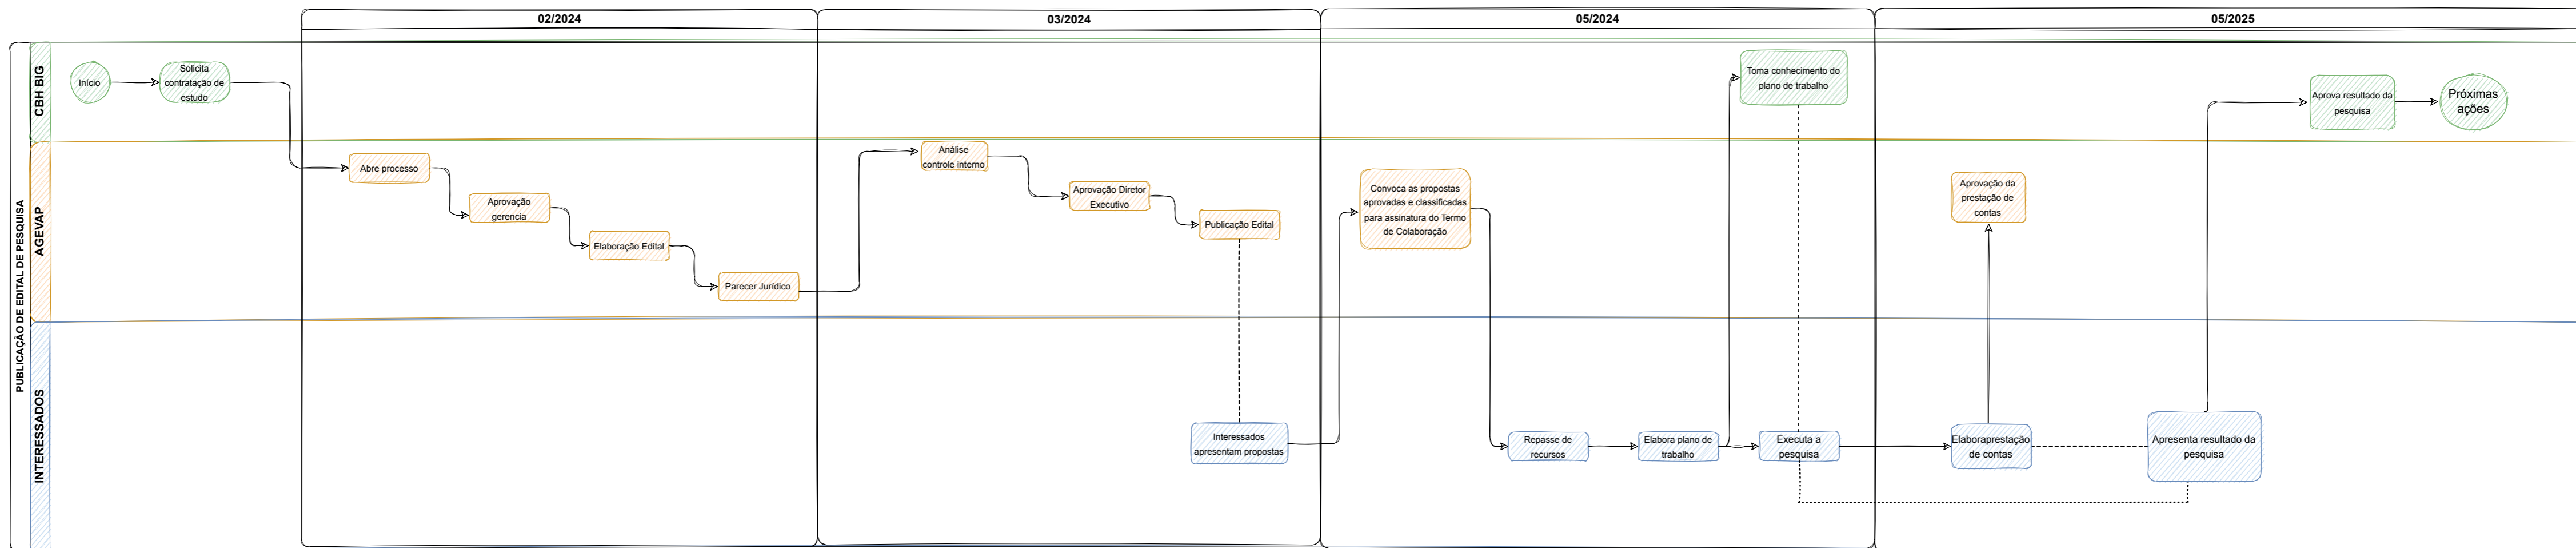 02/2024
03/2024
05/2024
05/2025
PUBLICAÇÃO DE EDITAL DE PESQUISA
CBH BIG
Início
Solicita
contratação de
estudo
Toma conhecimento do
plano de trabalho
Aprova resultado da
pesquisa
Próximas
ações
AGEVAP
Abre processo
Aprovação
gerencia
Elaboração Edital
Parecer Jurídico
Análise
controle interno
Aprovação Diretor
Executivo
Publicação Edital
Convoca as propostas
aprovadas e classificadas
para assinatura do Termo
de Colaboração
Aprovação da
prestação de
contas
INTERESSADOS
Interessados
apresentam propostas
Repasse de
recursos
Elabora plano de
trabalho
Executa a
pesquisa
Elaboraprestação
de contas
Apresenta resultado da
pesquisa